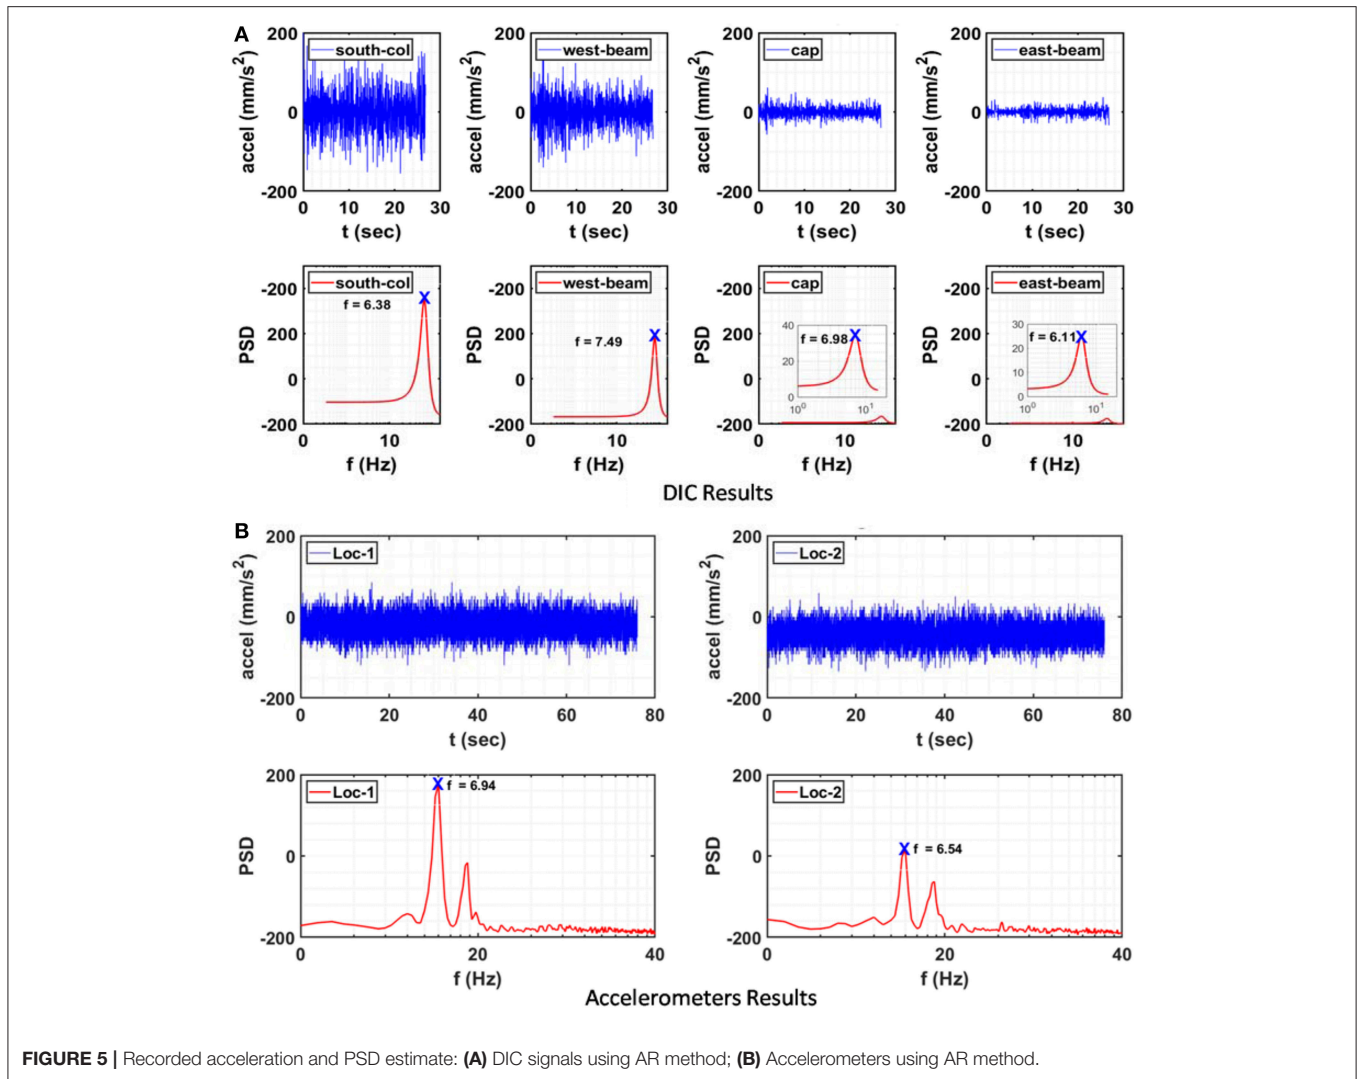 A
200
0
-200
accel (mm/s²)
south-col
0 10 20 30
t (sec)
200
0
-200
accel (mm/s²)
west-beam
0 10 20 30
t (sec)
200
0
-200
accel (mm/s²)
cap
0 10 20 30
t (sec)
200
0
-200
accel (mm/s²)
east-beam
0 10 20 30
t (sec)
-200
200
0
-200
PSD
south-col
f = 6.38
0 10
f (Hz)
-200
200
0
-200
PSD
west-beam
f = 7.49
0 10
f (Hz)
-200
200
0
-200
PSD
cap
40
20
0
f = 6.98
10⁰ 10¹
0 10
f (Hz)
-200
200
0
-200
PSD
east-beam
30
20
10
0
f = 6.11
10⁰ 10¹
0 10
f (Hz)
DIC Results
B
200
0
-200
accel (mm/s²)
Loc-1
0 20 40 60 80
t (sec)
200
0
-200
accel (mm/s²)
Loc-2
0 20 40 60 80
t (sec)
200
0
-200
PSD
Loc-1
f = 6.94
0 20 40
f (Hz)
200
0
-200
PSD
Loc-2
f = 6.54
0 20 40
f (Hz)
Accelerometers Results
FIGURE 5 | Recorded acceleration and PSD estimate: (A) DIC signals using AR method; (B) Accelerometers using AR method.